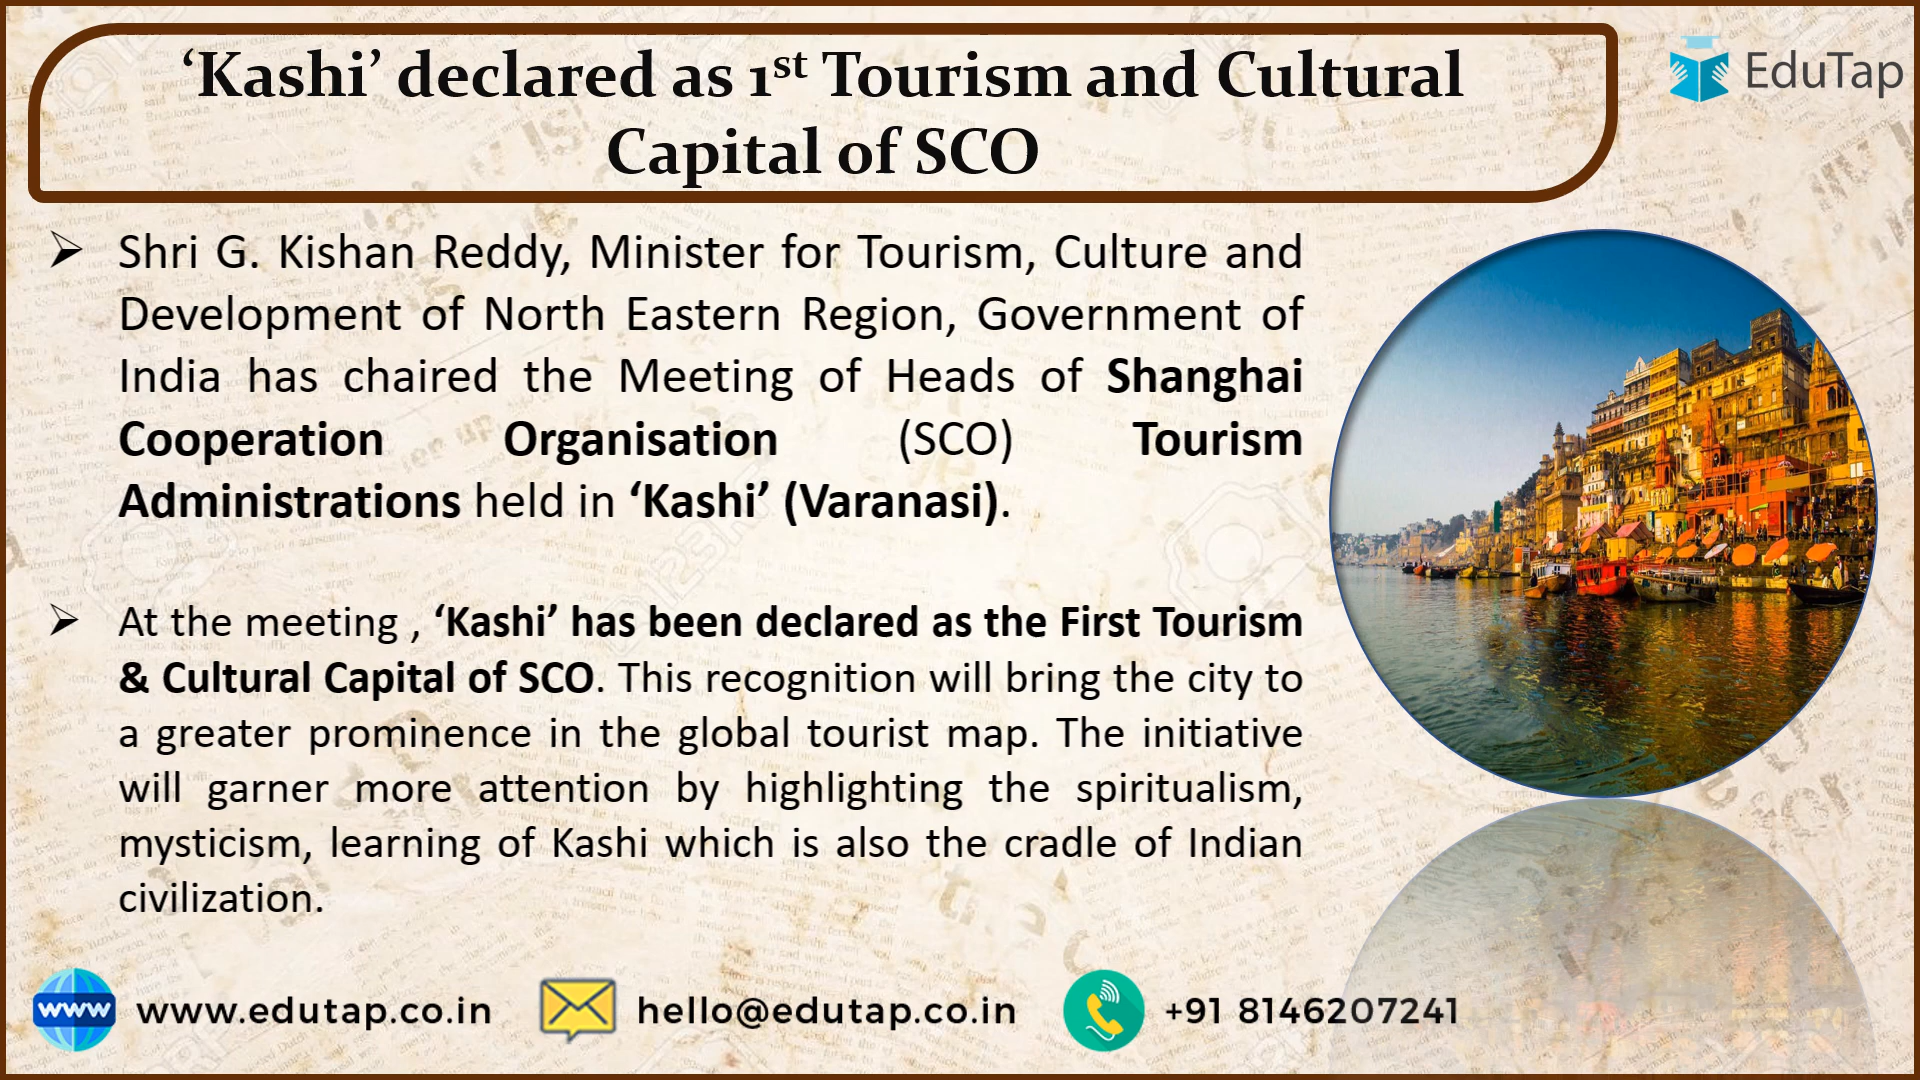 ‘Kashi’ declared as 1st Tourism and Cultural
Capital of SCO
EduTap
➢ Shri G. Kishan Reddy, Minister for Tourism, Culture and
Development of North Eastern Region, Government of
India has chaired the Meeting of Heads of Shanghai
Cooperation Organisation (SCO) Tourism
Administrations held in ‘Kashi’ (Varanasi).
➢ At the meeting , ‘Kashi’ has been declared as the First Tourism
& Cultural Capital of SCO. This recognition will bring the city to
a greater prominence in the global tourist map. The initiative
will garner more attention by highlighting the spiritualism,
mysticism, learning of Kashi which is also the cradle of Indian
civilization.
www www.edutap.co.in hello@edutap.co.in +91 8146207241